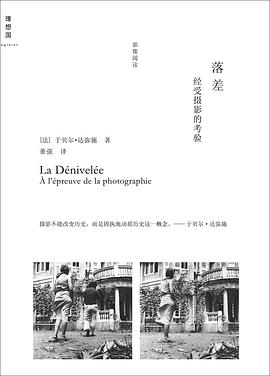 理想国
影像阅读
落差
经受摄影的考验
[法] 于贝尔·达弥施 著
董强 译
La Dénivelée
À l'épreuve de la photographie
摄影不能改变历史，而是固执地动摇历史这一概念。——于贝尔·达弥施